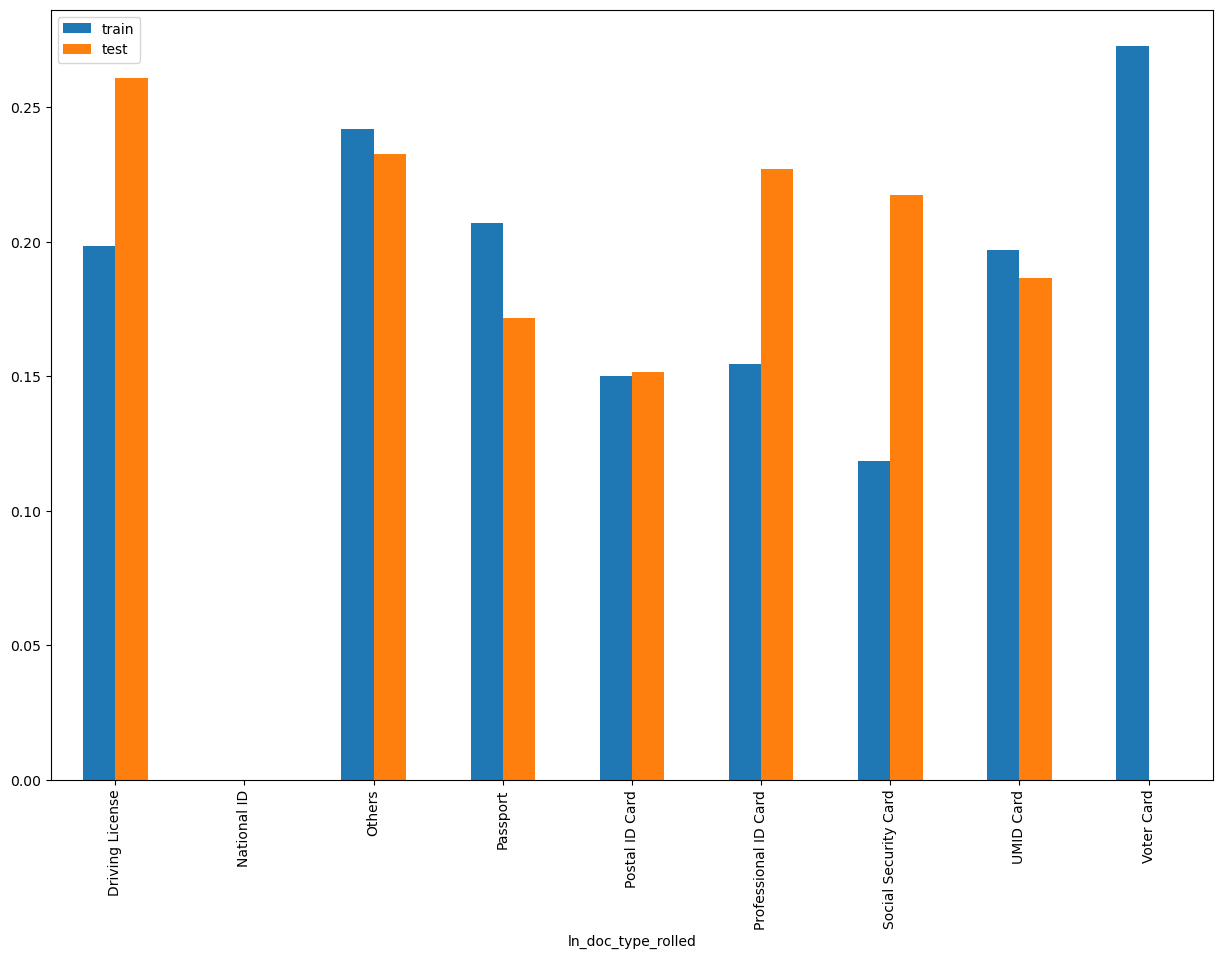 train
test
0.25
0.20
0.15
0.10
0.05
0.00
Driving License
National ID
Others
Passport
Postal ID Card
Professional ID Card
Social Security Card
UMID Card
Voter Card
ln_doc_type_rolled